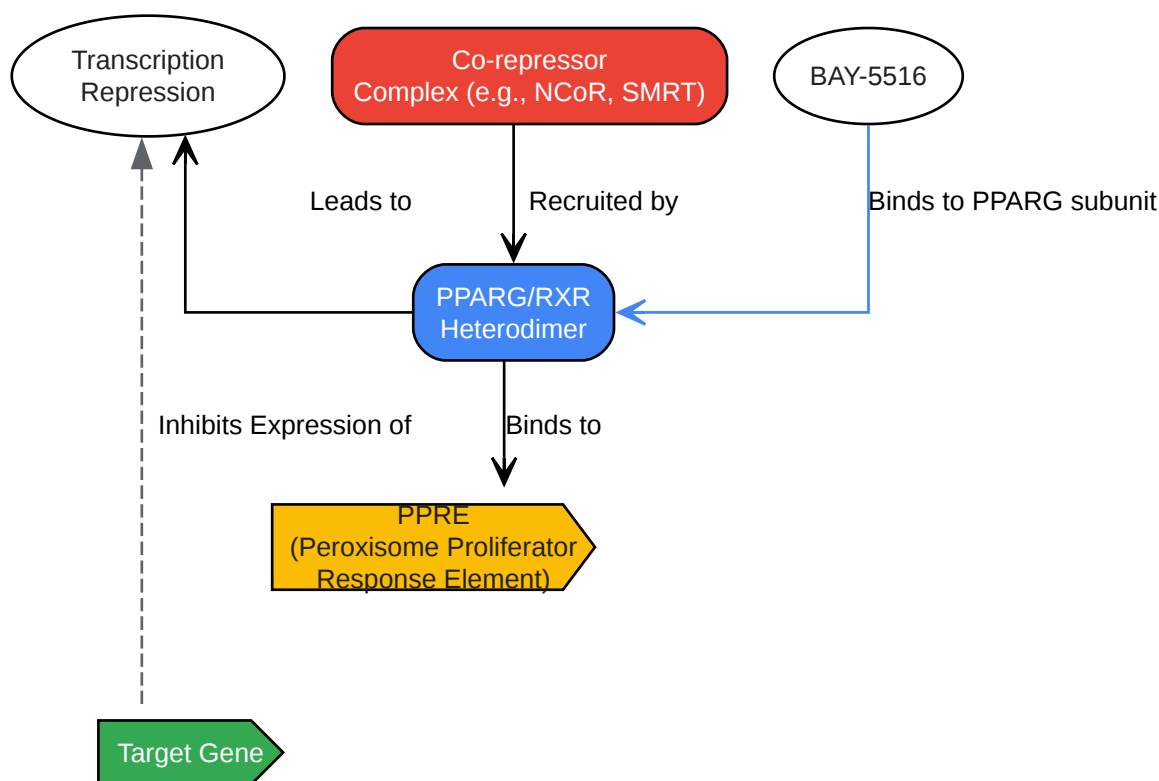 Transcription
Repression
Co-repressor
Complex (e.g., NCoR, SMRT)
BAY-5516
Leads to
Recruited by
Binds to PPARG subunit
PPARG/RXR
Heterodimer
Inhibits Expression of
Binds to
PPRE
(Peroxisome Proliferator
Response Element)
Target Gene